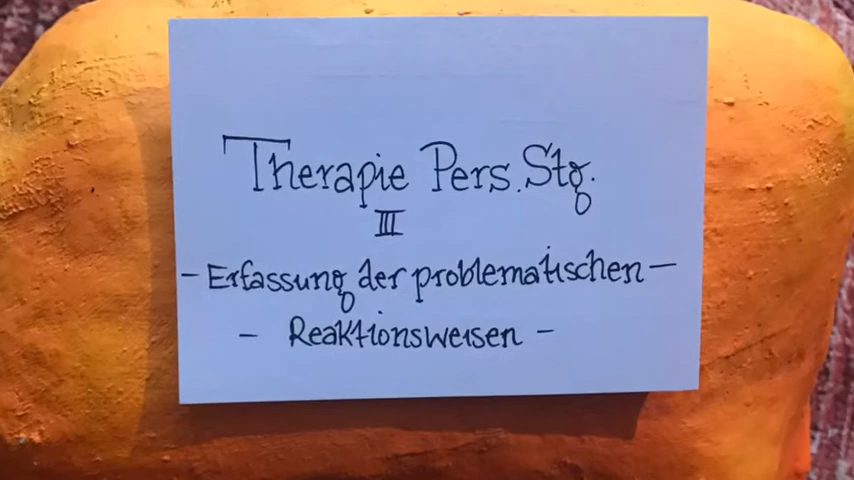 Therapie Pers. Stg.
III
- Erfassung der problematischen -
- Reaktionsweisen -